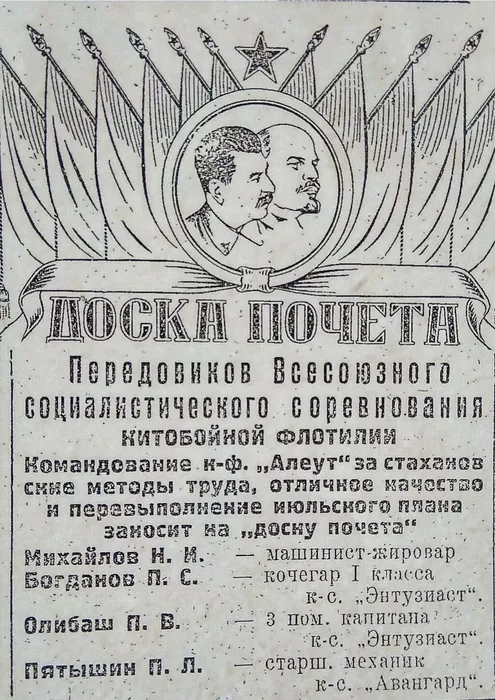 ДОСКА ПОЧЕТА
Передовиков Всесоюзного
социалистического соревнования
китобойной флотилии
Командование к-ф. „Алеут“ за стаханов
ские методы труда, отличное качество
и перевыполнение июльского плана
заносит на „доску почета“
Михайлов Н. И. — машинист-жировар
Богданов П. С. — кочегар I класса
к-с. „Энтузиаст“.
Олибаш П. В. — 3 пом. капитана
к-с. „Энтузиаст“.
Пятышин П. Л. — старш. механик
к-с. „Авангард“.